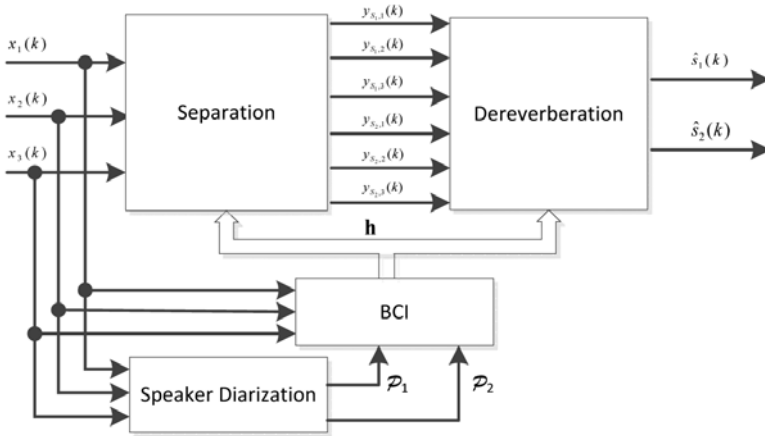 x₁(k)
x₂(k)
x₃(k)
Separation
y_{S₁,1}(k)
y_{S₁,2}(k)
y_{S₁,3}(k)
y_{S₂,1}(k)
y_{S₂,2}(k)
y_{S₂,3}(k)
Dereverberation
ŝ₁(k)
ŝ₂(k)
h
BCI
Speaker Diarization
𝒫₁
𝒫₂